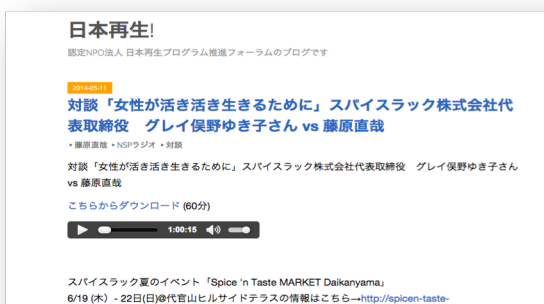 日本再生!
認定NPO法人 日本再生プログラム推進フォーラムのブログです
2014-05-11
対談「女性が活き活き生きるために」スパイスラック株式会社代
表取締役　グレイ俣野ゆき子さん vs 藤原直哉
▸藤原直哉 ▸NSPラジオ ▸対談
対談「女性が活き活き生きるために」スパイスラック株式会社代表取締役　グレイ俣野ゆき子さん
vs 藤原直哉
こちらからダウンロード (60分)
1:00:15
スパイスラック夏のイベント「Spice 'n Taste MARKET Daikanyama」
6/19 (木) - 22日(日)@代官山ヒルサイドテラスの情報はこちら→http://spicen-taste-